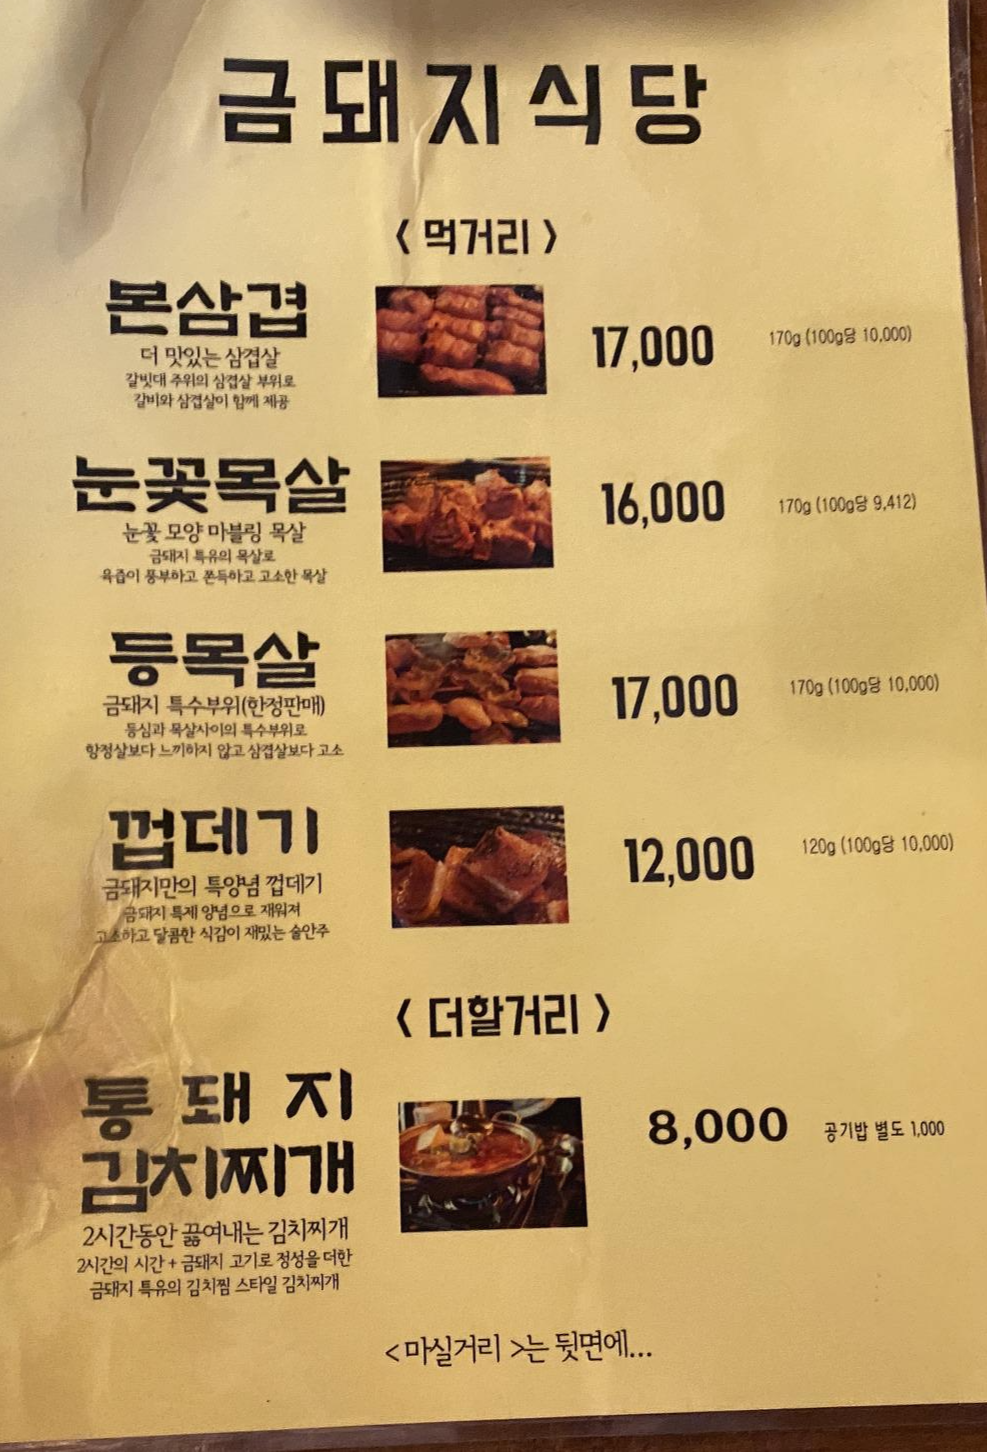 금돼지식당
< 먹거리 >
본삼겹
더 맛있는 삼겹살
갈빗대 주위의 삼겹살 부위로
갈비와 삼겹살이 함께 제공
17,000
170g (100g당 10,000)
눈꽃목살
눈꽃 모양 마블링 목살
금돼지 특유의 목살로
육즙이 풍부하고 쫀득하고 고소한 목살
16,000
170g (100g당 9,412)
등목살
금돼지 특수부위(한정판매)
등심과 목살사이의 특수부위로
항정살보다 느끼하지 않고 삼겹살보다 고소
17,000
170g (100g당 10,000)
껍데기
금돼지만의 특양념 껍데기
금돼지 특제 양념으로 재워져
고소하고 달콤한 식감이 재밌는 술안주
12,000
120g (100g당 10,000)
< 더할거리 >
통돼지
김치찌개
2시간동안 끓여내는 김치찌개
2시간의 시간 + 금돼지 고기로 정성을 더한
금돼지 특유의 김치찜 스타일 김치찌개
8,000
공기밥 별도 1,000
<마실거리 >는 뒷면에...